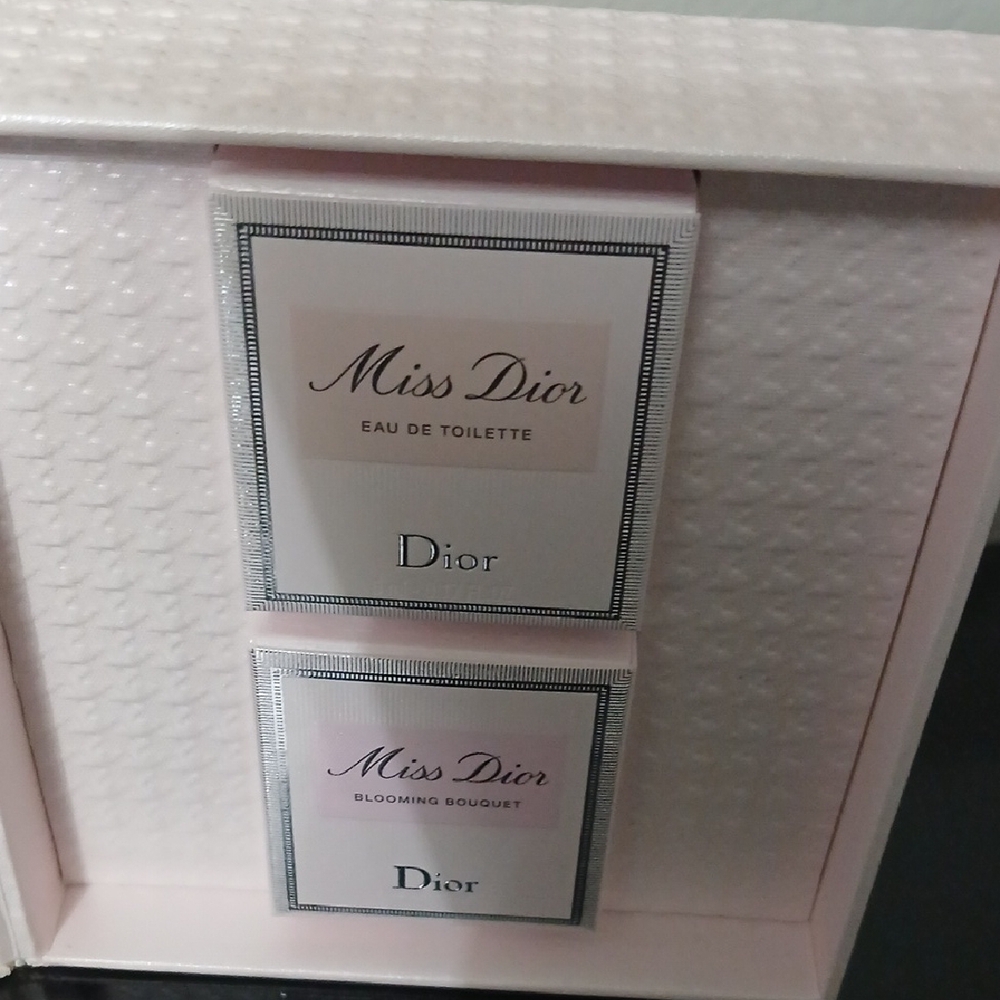 Miss Dior
EAU DE TOILETTE
Dior
Miss Dior
BLOOMING BOUQUET
Dior